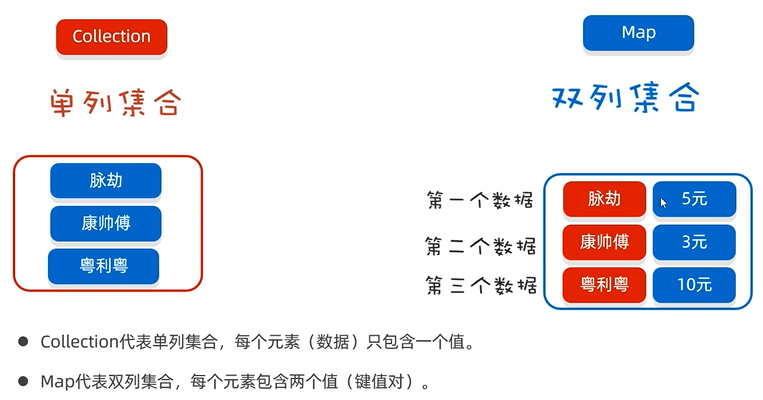 Collection
Map
单列集合
双列集合
脉劫
康帅傅
粤利粤
第一个数据 脉劫 5元
第二个数据 康帅傅 3元
第三个数据 粤利粤 10元
● Collection代表单列集合，每个元素（数据）只包含一个值。
● Map代表双列集合，每个元素包含两个值（键值对）。